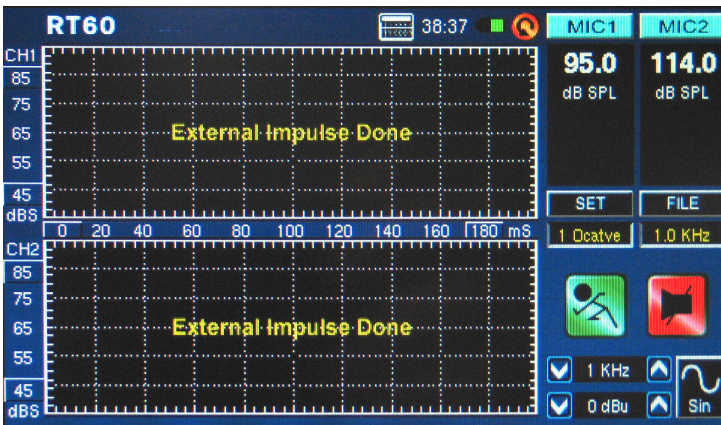 RT60 --- 38:37 MIC1 MIC2
CH1
85
75
65
55
45
dBS
External Impulse Done
95.0 114.0
dB SPL dB SPL
SET FILE
0 20 40 60 80 100 120 140 160 180 mS
1 Ocatve 1.0 KHz
CH2
85
75
65
55
45
dBS
External Impulse Done
1 KHz
0 dBu
Sin